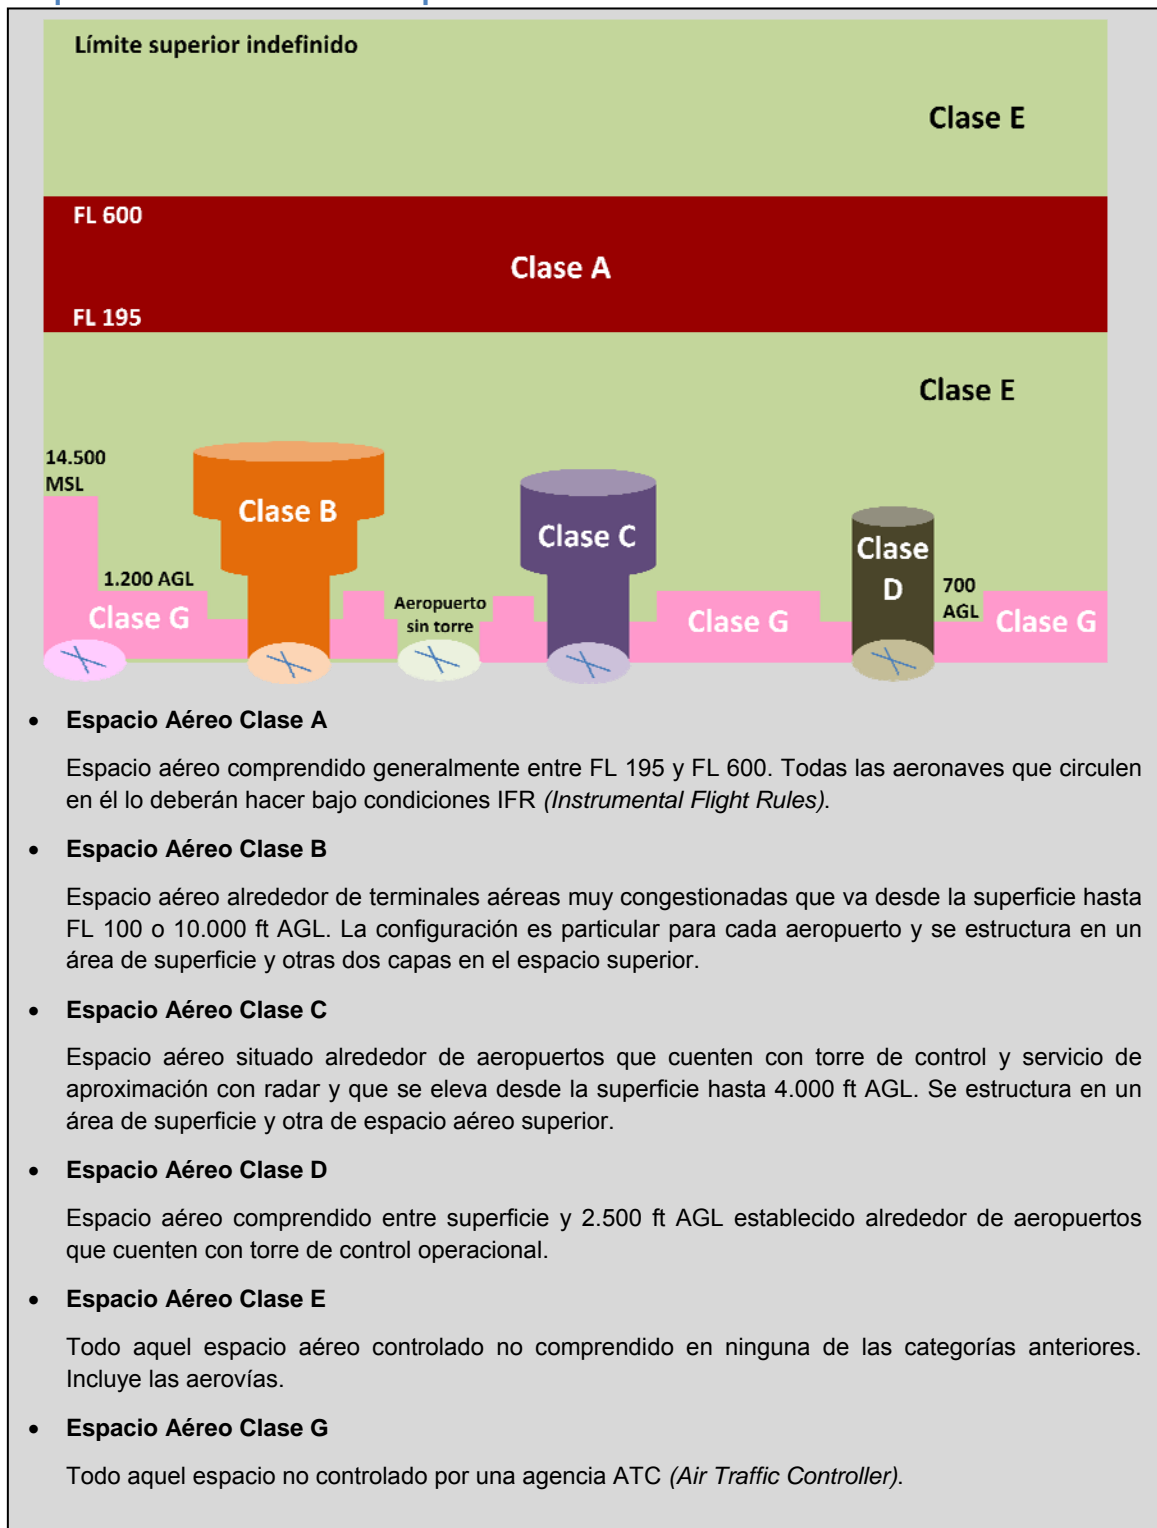 Límite superior indefinido
Clase E
FL 600
Clase A
FL 195
Clase E
14.500
MSL
Clase B
Clase C
Clase
D
1.200 AGL
Clase G
Aeropuerto
sin torre
Clase G
700
AGL
Clase G
• Espacio Aéreo Clase A
Espacio aéreo comprendido generalmente entre FL 195 y FL 600. Todas las aeronaves que circulen
en él lo deberán hacer bajo condiciones IFR (Instrumental Flight Rules).
• Espacio Aéreo Clase B
Espacio aéreo alrededor de terminales aéreas muy congestionadas que va desde la superficie hasta
FL 100 o 10.000 ft AGL. La configuración es particular para cada aeropuerto y se estructura en un
área de superficie y otras dos capas en el espacio superior.
• Espacio Aéreo Clase C
Espacio aéreo situado alrededor de aeropuertos que cuenten con torre de control y servicio de
aproximación con radar y que se eleva desde la superficie hasta 4.000 ft AGL. Se estructura en un
área de superficie y otra de espacio aéreo superior.
• Espacio Aéreo Clase D
Espacio aéreo comprendido entre superficie y 2.500 ft AGL establecido alrededor de aeropuertos
que cuenten con torre de control operacional.
• Espacio Aéreo Clase E
Todo aquel espacio aéreo controlado no comprendido en ninguna de las categorías anteriores.
Incluye las aerovías.
• Espacio Aéreo Clase G
Todo aquel espacio no controlado por una agencia ATC (Air Traffic Controller).